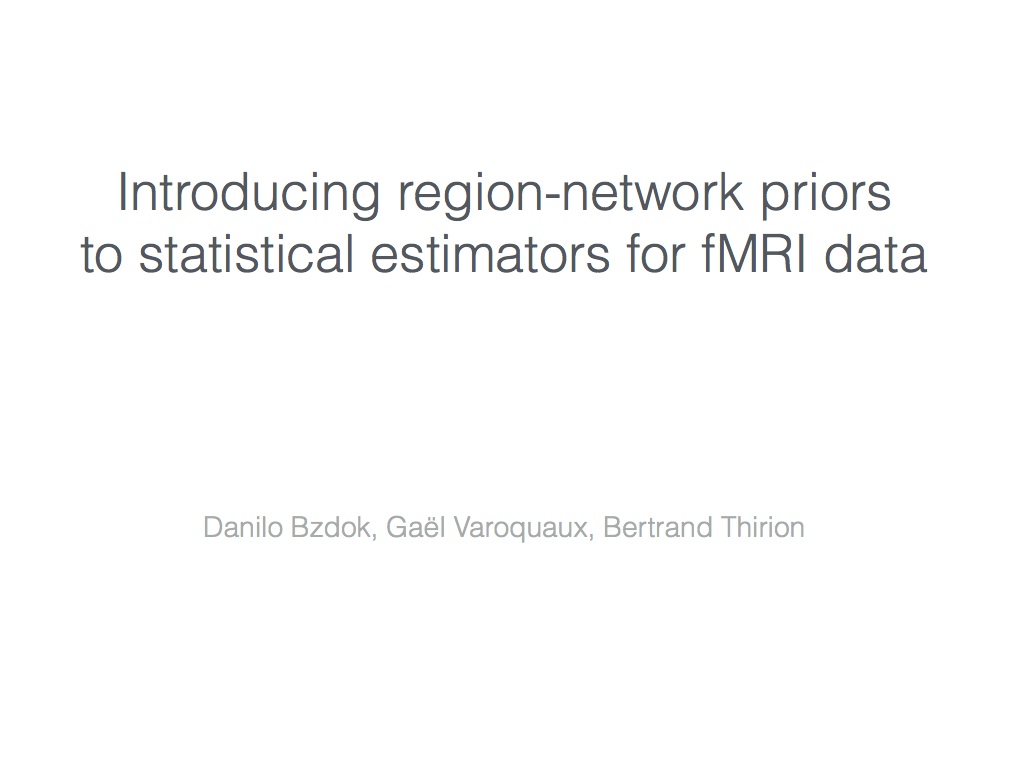 Introducing region-network priors
to statistical estimators for fMRI data
Danilo Bzdok, Gaël Varoquaux, Bertrand Thirion